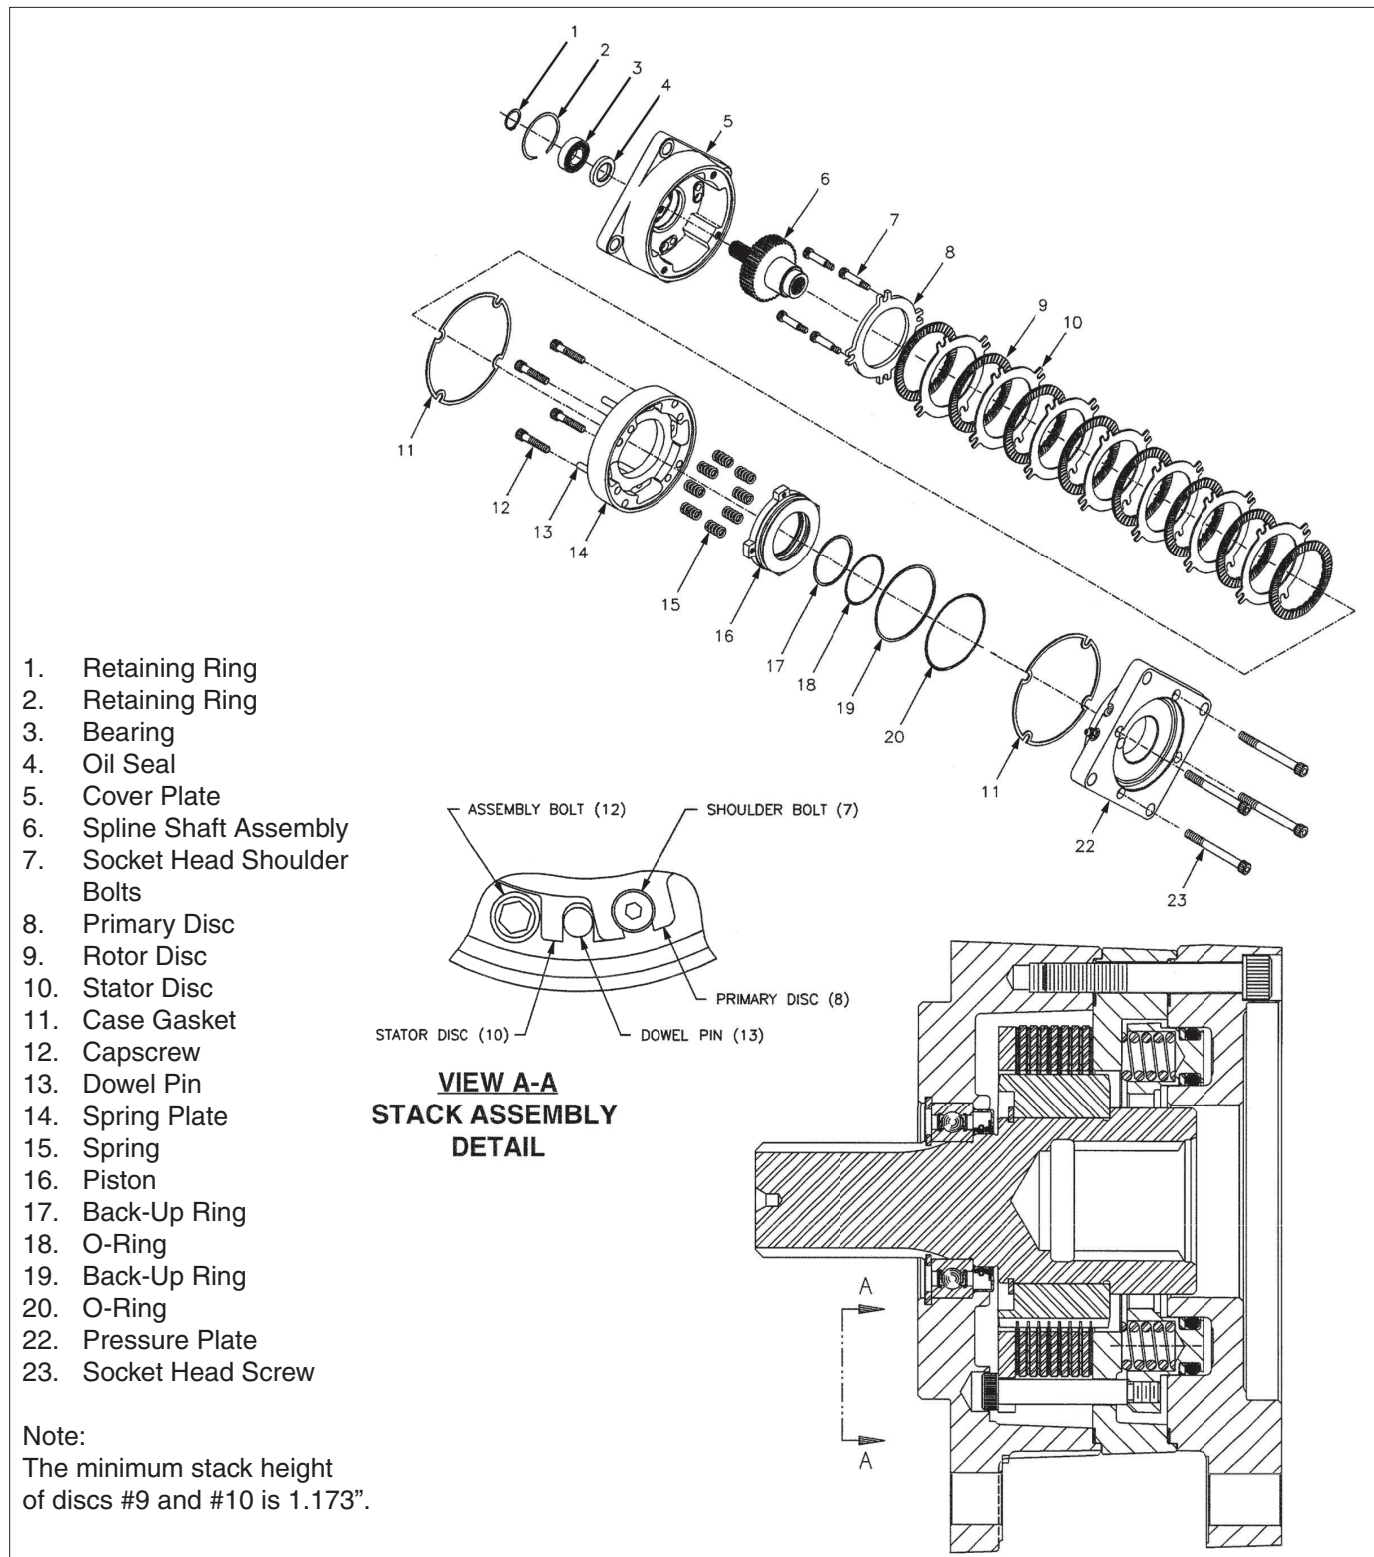 1
2
3
4
5
6
7
8
9
10
11
12
13
14
15
16
17
18
19
20
11
22
23
1. Retaining Ring
2. Retaining Ring
3. Bearing
4. Oil Seal
5. Cover Plate
6. Spline Shaft Assembly
7. Socket Head Shoulder
Bolts
8. Primary Disc
9. Rotor Disc
10. Stator Disc
11. Case Gasket
12. Capscrew
13. Dowel Pin
14. Spring Plate
15. Spring
16. Piston
17. Back-Up Ring
18. O-Ring
19. Back-Up Ring
20. O-Ring
22. Pressure Plate
23. Socket Head Screw
Note:
The minimum stack height
of discs #9 and #10 is 1.173”.
ASSEMBLY BOLT (12)
SHOULDER BOLT (7)
PRIMARY DISC (8)
STATOR DISC (10)
DOWEL PIN (13)
VIEW A-A
STACK ASSEMBLY
DETAIL
A
A